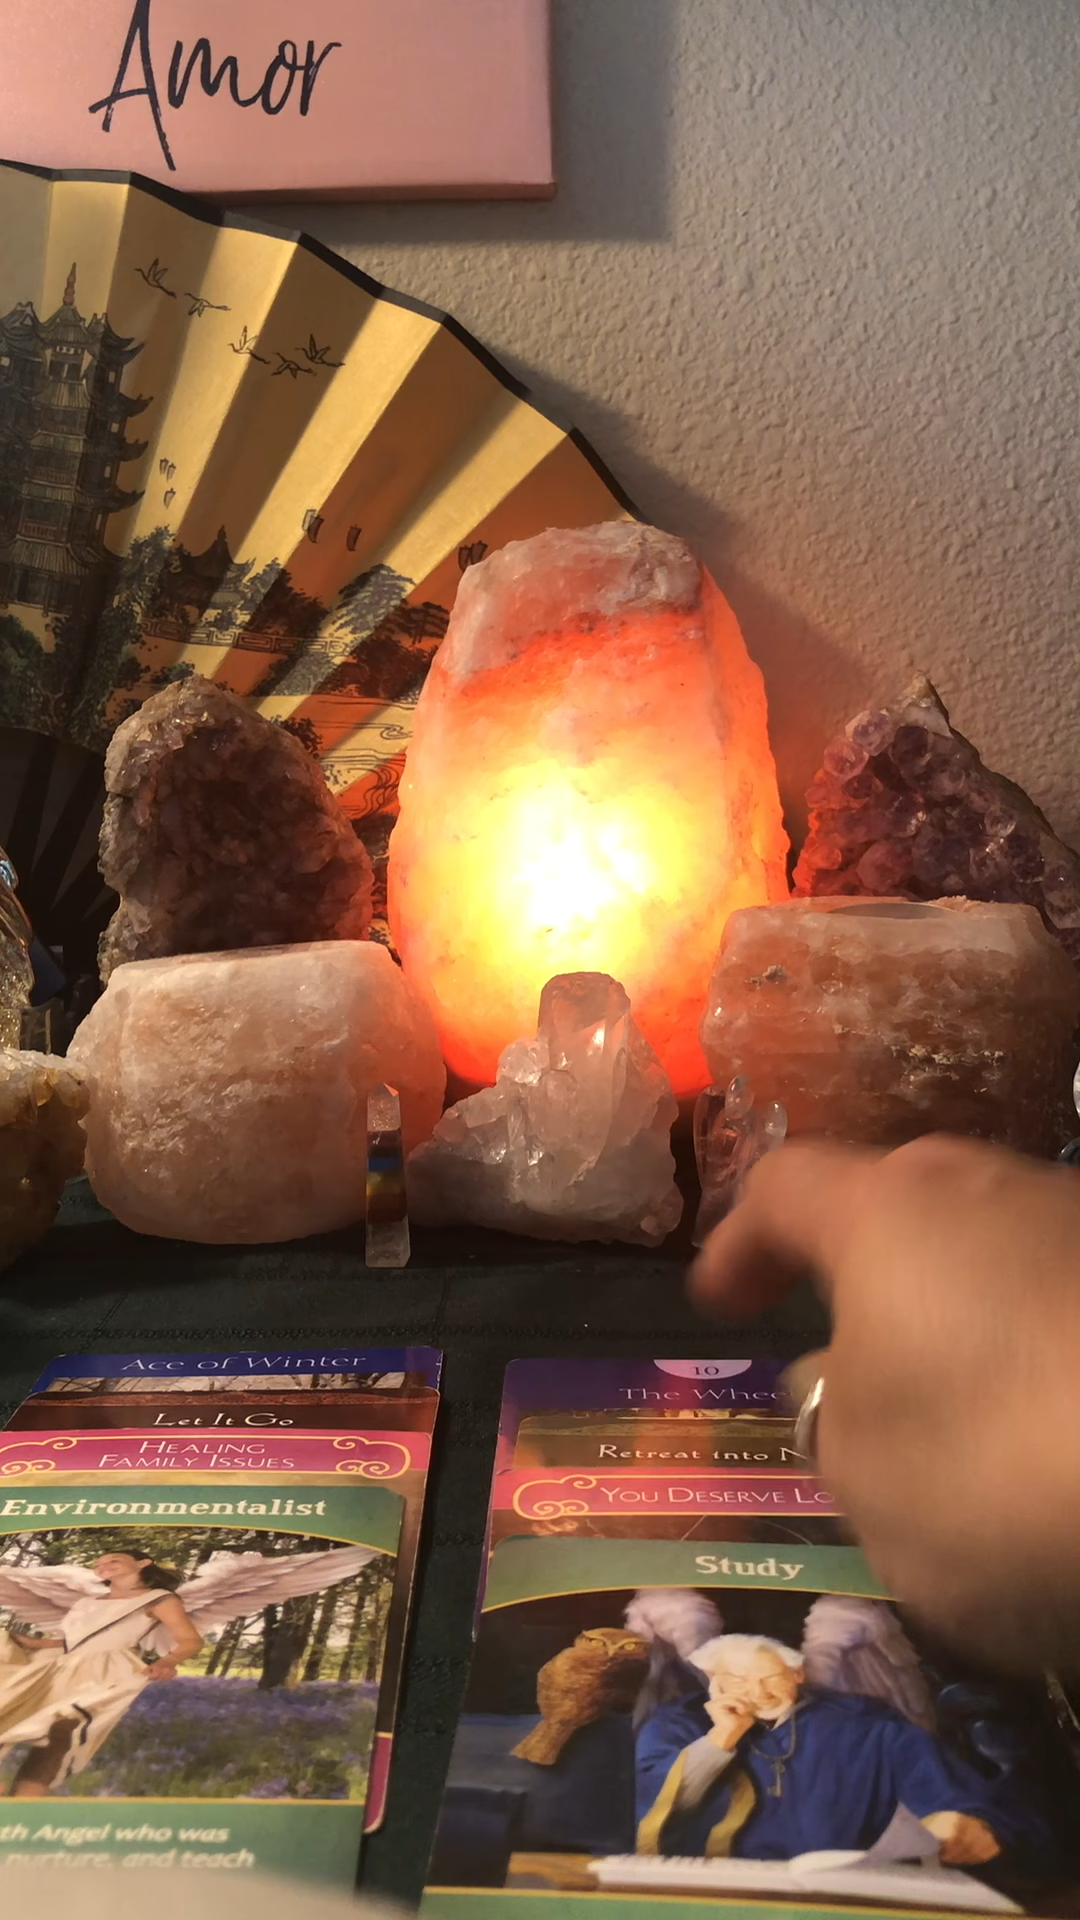 Amor
Ace of Winter
Let It Go
HEALING
FAMILY ISSUES
Environmentalist
th Angel who was
nurture, and teach
10
The Whee
Retreat into N
YOU DESERVE LO
Study